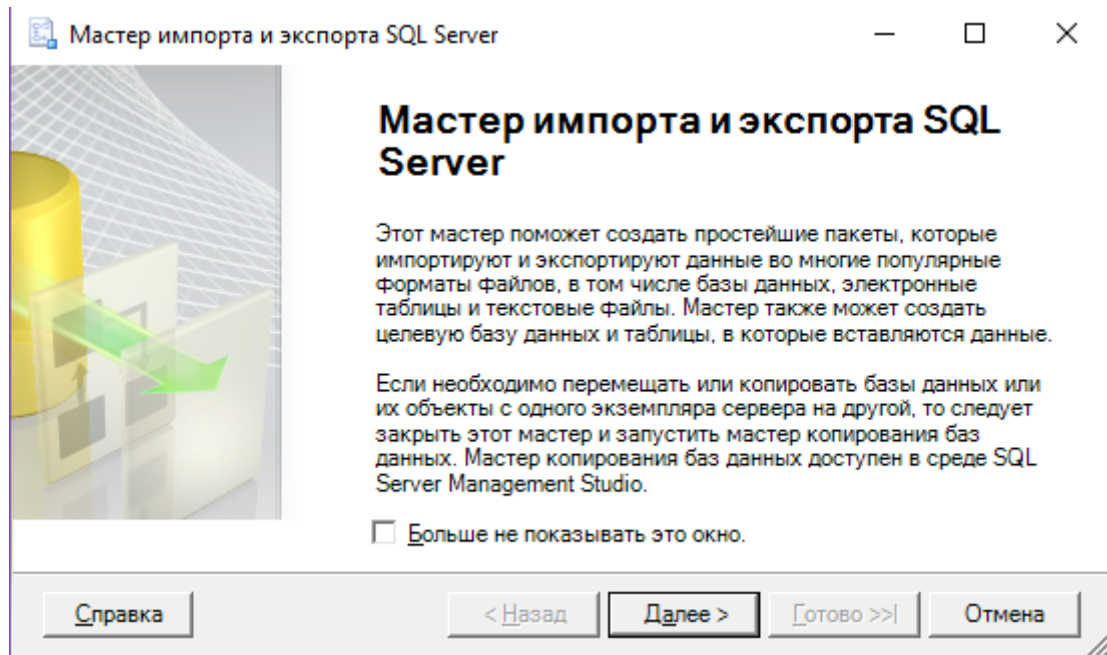 Мастер импорта и экспорта SQL Server
Мастер импорта и экспорта SQL
Server
Этот мастер поможет создать простейшие пакеты, которые
импортируют и экспортируют данные во многие популярные
форматы файлов, в том числе базы данных, электронные
таблицы и текстовые файлы. Мастер также может создать
целевую базу данных и таблицы, в которые вставляются данные.
Если необходимо перемещать или копировать базы данных или
их объекты с одного экземпляра сервера на другой, то следует
закрыть этот мастер и запустить мастер копирования баз
данных. Мастер копирования баз данных доступен в среде SQL
Server Management Studio.
Больше не показывать это окно.
Справка
< Назад
Далее >
Готово >>|
Отмена